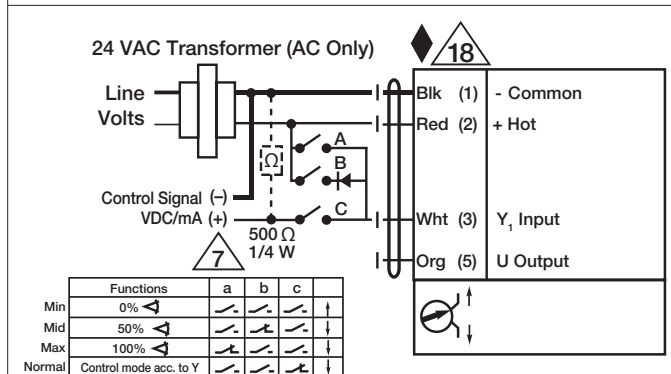 24 VAC Transformer (AC Only)
18
Line
Volts
Blk (1) - Common
Red (2) + Hot
A
Ω
B
Control Signal (–)
VDC/mA (+)
C
Wht (3) Y1 Input
500 Ω
1/4 W
7
Org (5) U Output
Functions a b c
Min 0%
Mid 50%
Max 100%
Normal Control mode acc. to Y